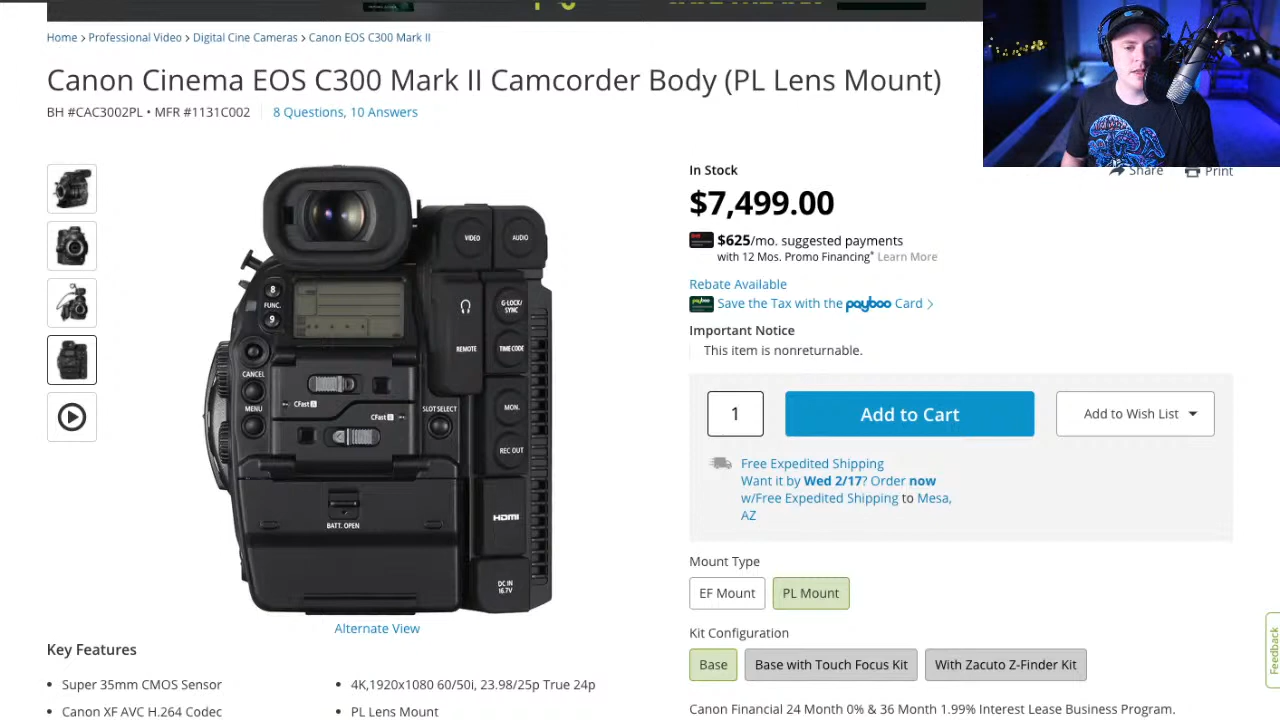 Home > Professional Video > Digital Cine Cameras > Canon EOS C300 Mark II
Canon Cinema EOS C300 Mark II Camcorder Body (PL Lens Mount)
BH #CAC3002PL • MFR #1131C002
8 Questions, 10 Answers
Share
Print
In Stock
$7,499.00
$625/mo. suggested payments
with 12 Mos. Promo Financing* Learn More
Rebate Available
Save the Tax with the payboo Card >
Important Notice
This item is nonreturnable.
1
Add to Cart
Add to Wish List
Free Expedited Shipping
Want it by Wed 2/17? Order now
w/Free Expedited Shipping to Mesa,
AZ
Mount Type
EF Mount
PL Mount
Kit Configuration
Base
Base with Touch Focus Kit
With Zacuto Z-Finder Kit
Canon Financial 24 Month 0% & 36 Month 1.99% Interest Lease Business Program.
Feedback
VIDEO
AUDIO
8
FUNC.
9
G-LOCK/
SYNC
REMOTE
TIME CODE
CANCEL
MENU
CFast A
CFast B
SLOT SELECT
MON.
REC OUT
BATT. OPEN
HDMI
DC IN
16.7V
Alternate View
Key Features
• Super 35mm CMOS Sensor
• Canon XF AVC H.264 Codec
• 4K,1920x1080 60/50i, 23.98/25p True 24p
• PL Lens Mount